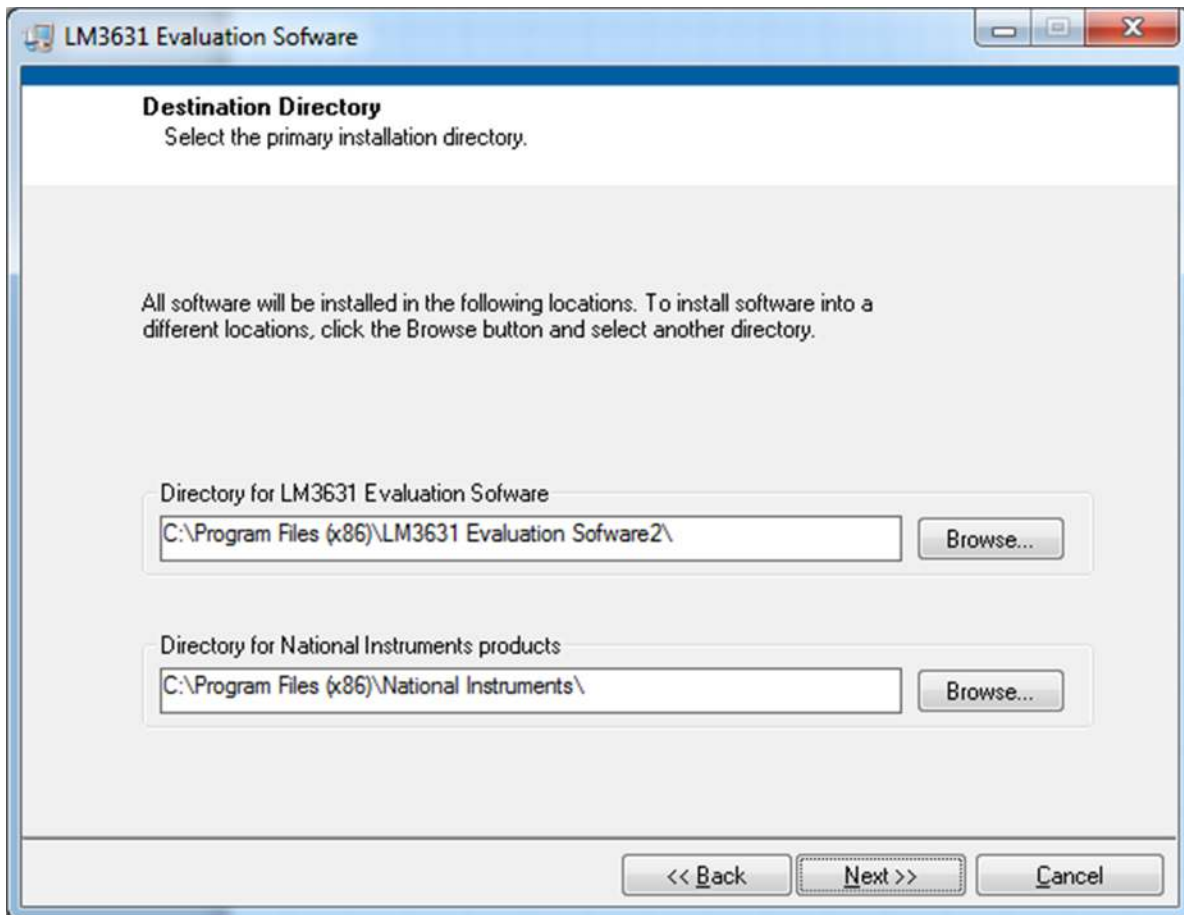 LM3631 Evaluation Sofware
Destination Directory
Select the primary installation directory.
All software will be installed in the following locations. To install software into a
different locations, click the Browse button and select another directory.
Directory for LM3631 Evaluation Sofware
C:\Program Files (x86)\LM3631 Evaluation Sofware2\
Browse...
Directory for National Instruments products
C:\Program Files (x86)\National Instruments\
Browse...
<< Back
Next >>
Cancel